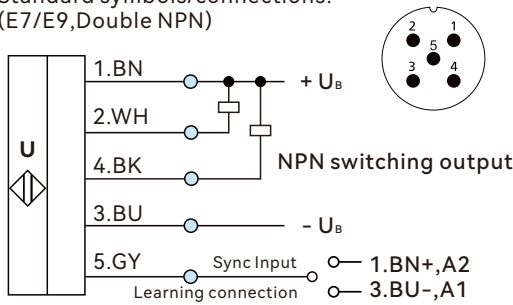 Standard symbols/connections:
(E7/E9,Double NPN)
2 1
5
3 4
1.BN
+ UB
2.WH
U
4.BK
NPN switching output
3.BU
- UB
5.GY
Sync Input
1.BN+,A2
Learning connection
3.BU-,A1